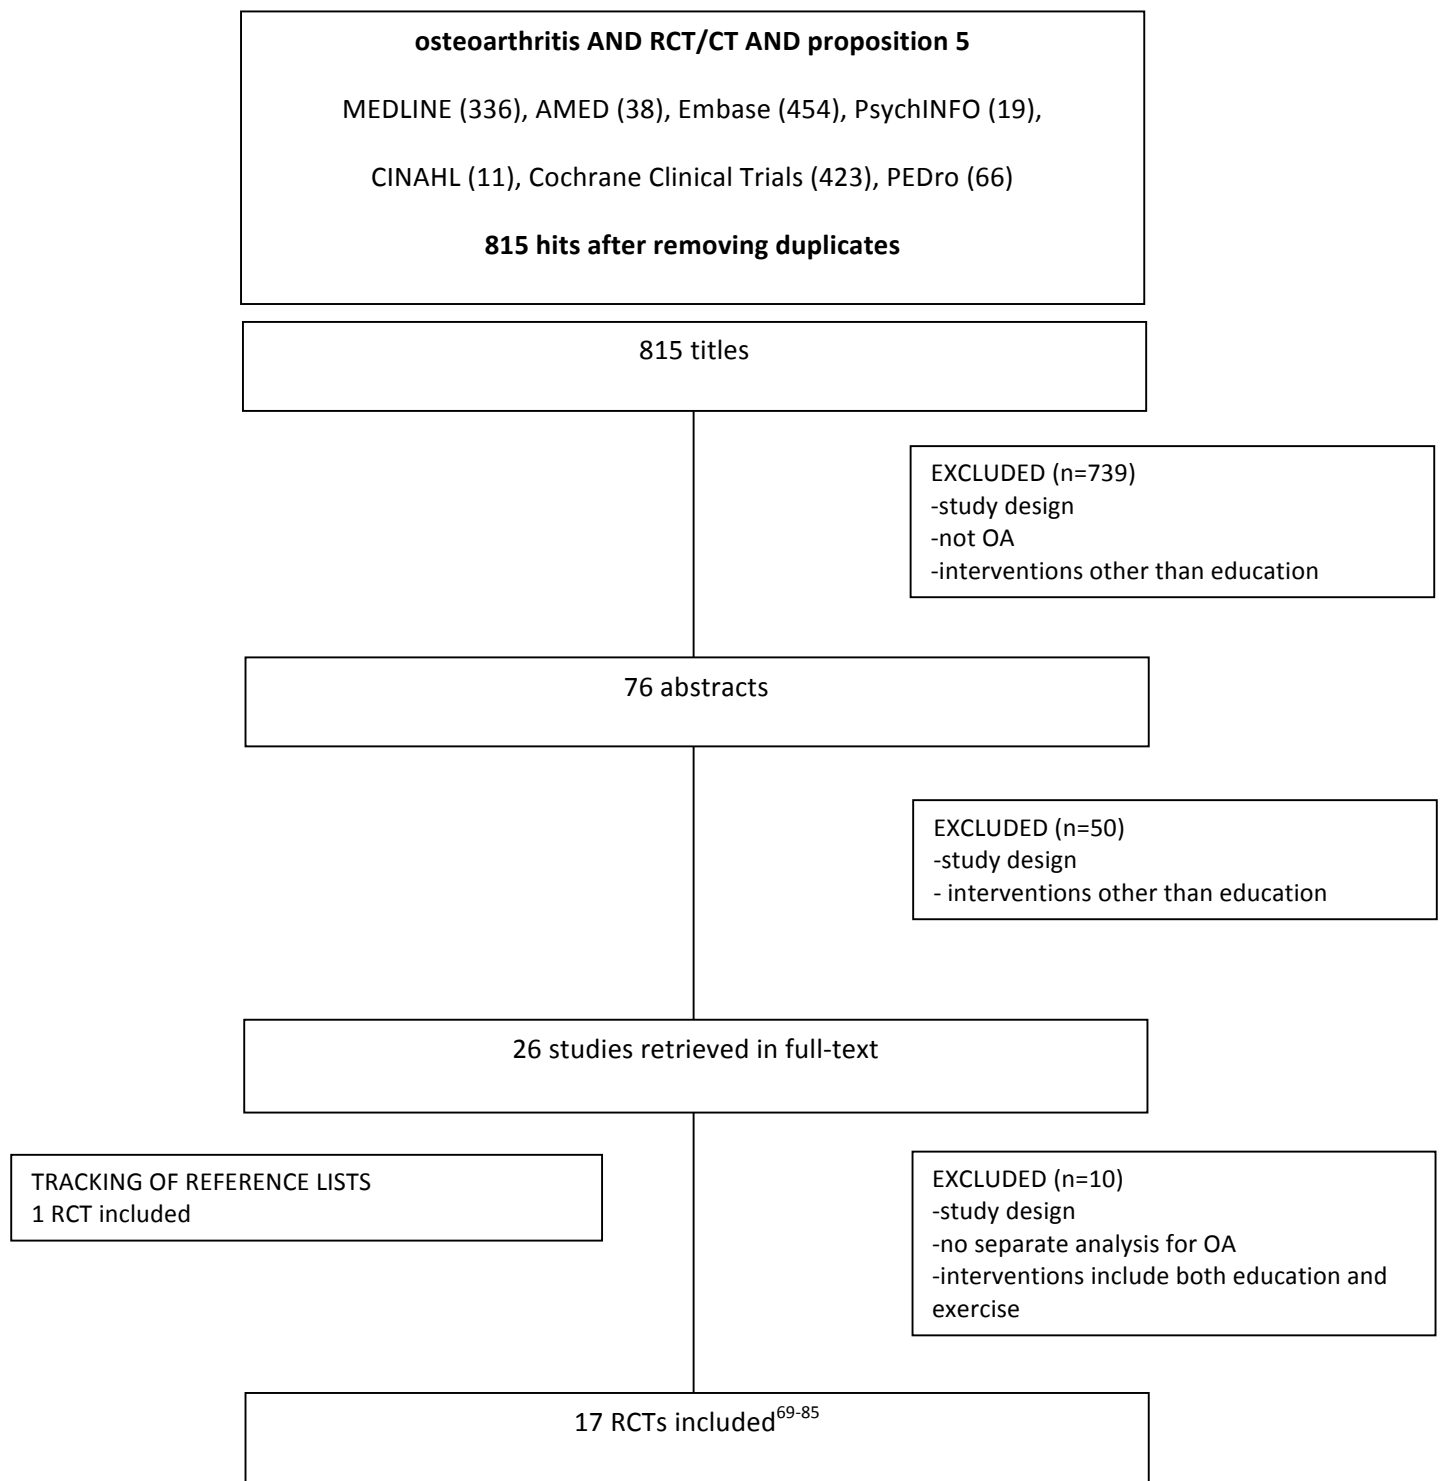 osteoarthritis AND RCT/CT AND proposition 5
MEDLINE (336), AMED (38), Embase (454), PsychINFO (19),
CINAHL (11), Cochrane Clinical Trials (423), PEDro (66)
815 hits after removing duplicates
815 titles
EXCLUDED (n=739)
-study design
-not OA
-interventions other than education
76 abstracts
EXCLUDED (n=50)
-study design
- interventions other than education
26 studies retrieved in full-text
TRACKING OF REFERENCE LISTS
1 RCT included
EXCLUDED (n=10)
-study design
-no separate analysis for OA
-interventions include both education and
exercise
17 RCTs included69-85